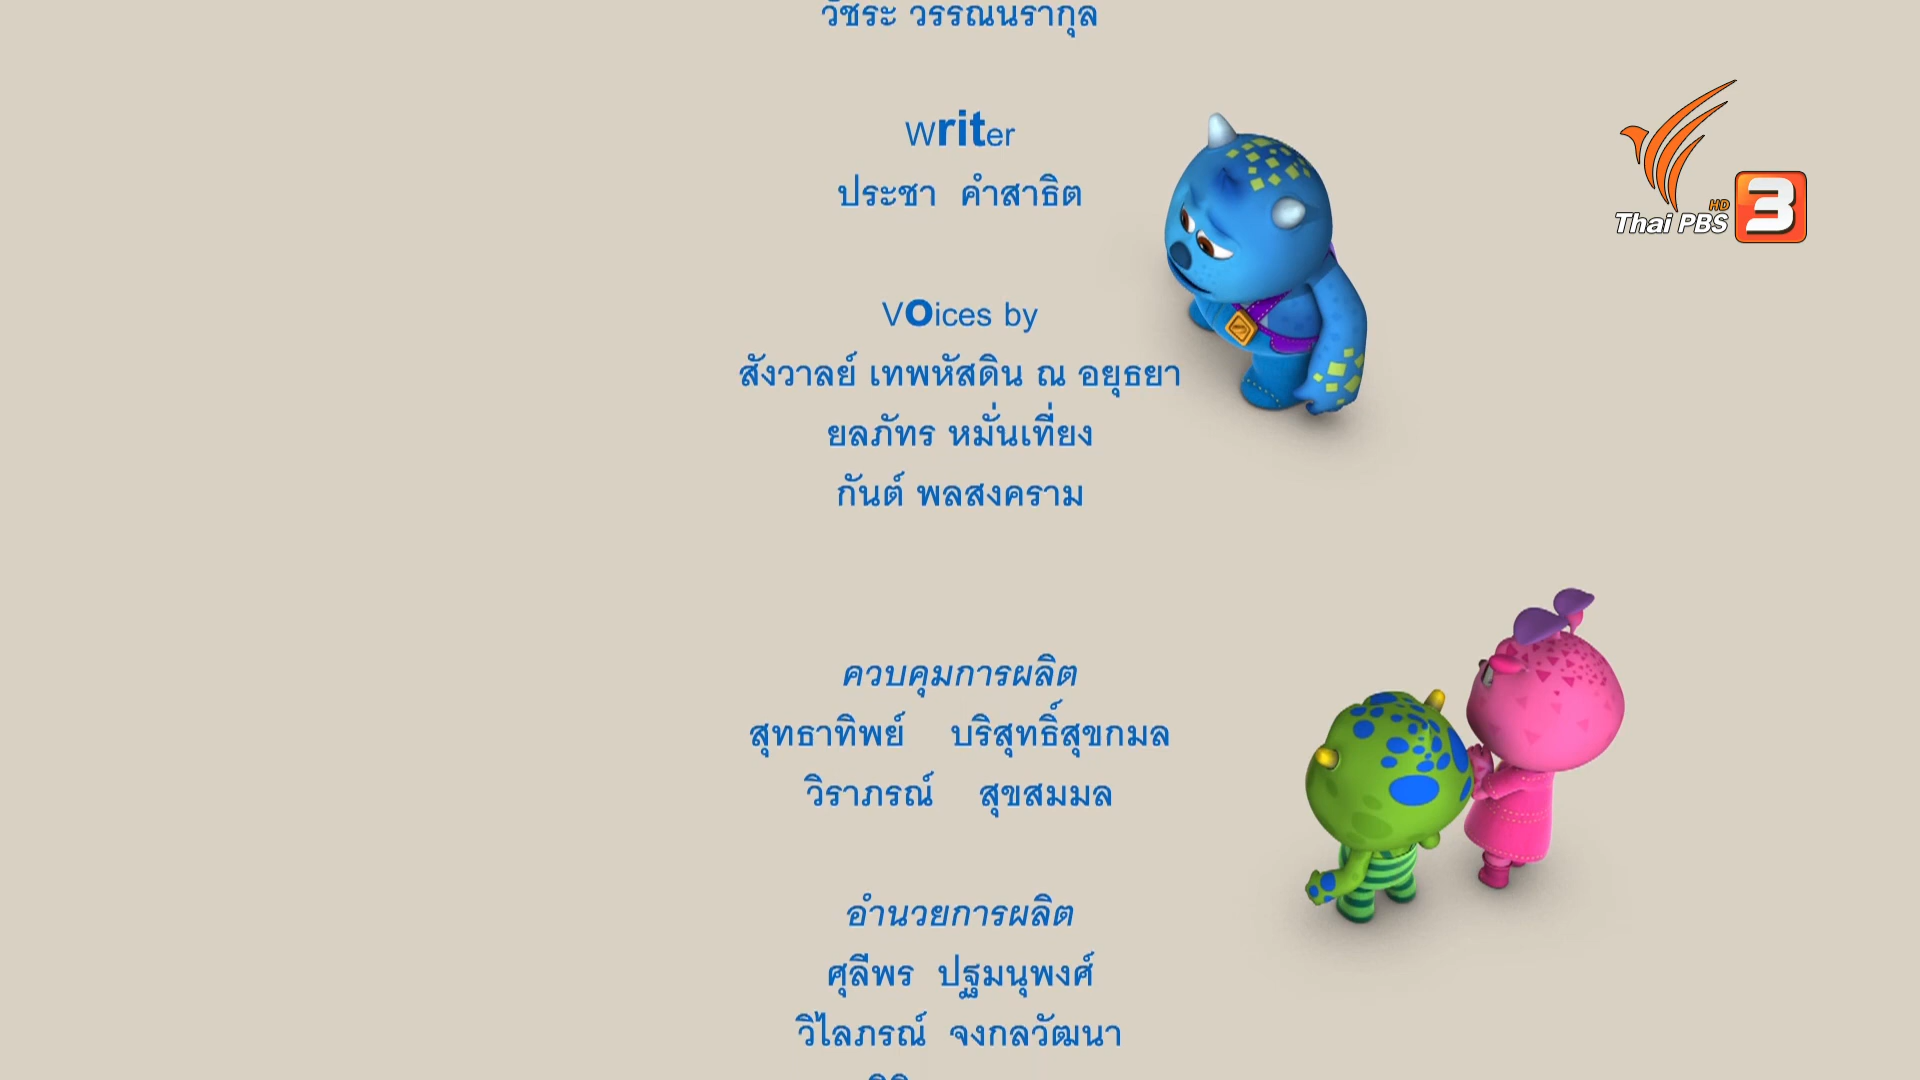 วัชระ วรรณนรากุล
Writer
ประชา คำสาธิต
VOices by
สังวาลย์ เทพหัสดิน ณ อยุธยา
ยลภัทร หมั่นเที่ยง
กันต์ พลสงคราม
ควบคุมการผลิต
สุทธาทิพย์ บริสุทธิ์สุขกมล
วิราภรณ์ สุขสมมล
อำนวยการผลิต
ศุลีพร ปฐมนุพงศ์
วิไลภรณ์ จงกลวัฒนา
Thai PBS HD 3